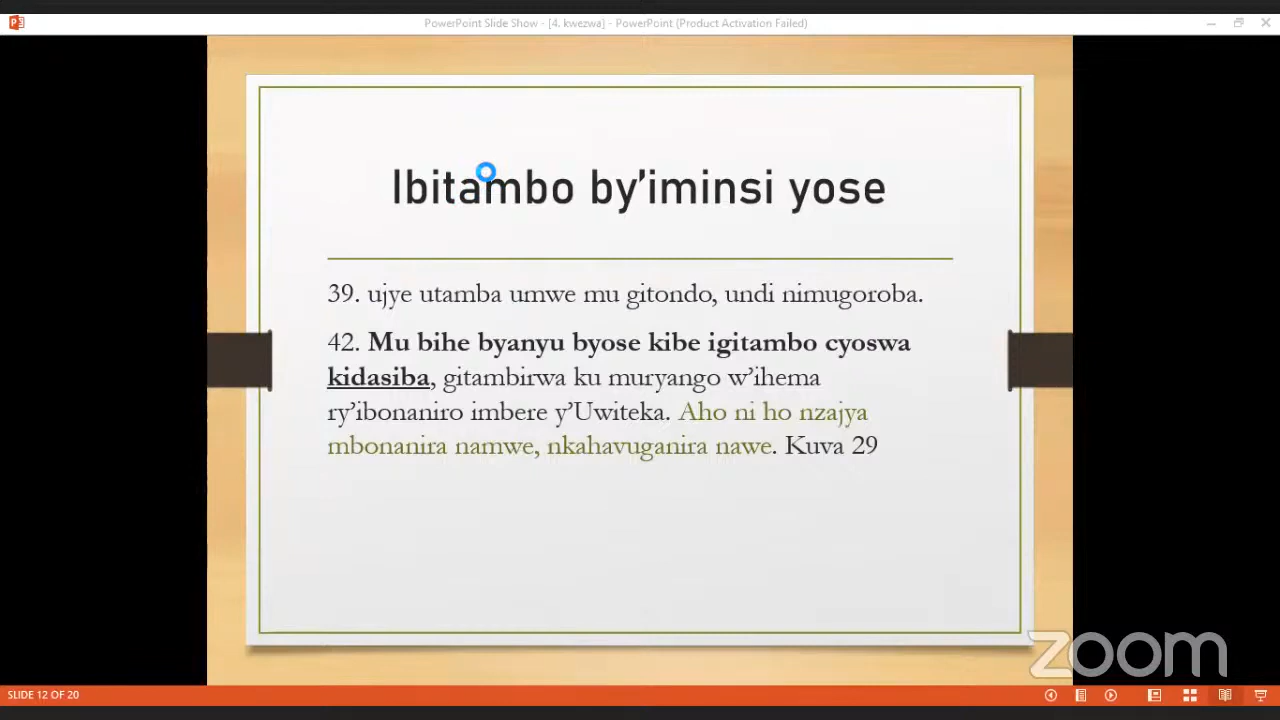 PowerPoint Slide Show - [4. kwezwa] - PowerPoint (Product Activation Failed)
Ibitambo by'iminsi yose
39. ujye utamba umwe mu gitondo, undi nimugoroba.
42. Mu bihe byanyu byose kibe igitambo cyoswa
kidasiba, gitambirwa ku muryango w’ihema
ry’ibonaniro imbere y’Uwiteka. Aho ni ho nzajya
mbonanira namwe, nkahavuganira nawe. Kuva 29
zoom
SLIDE 12 OF 20